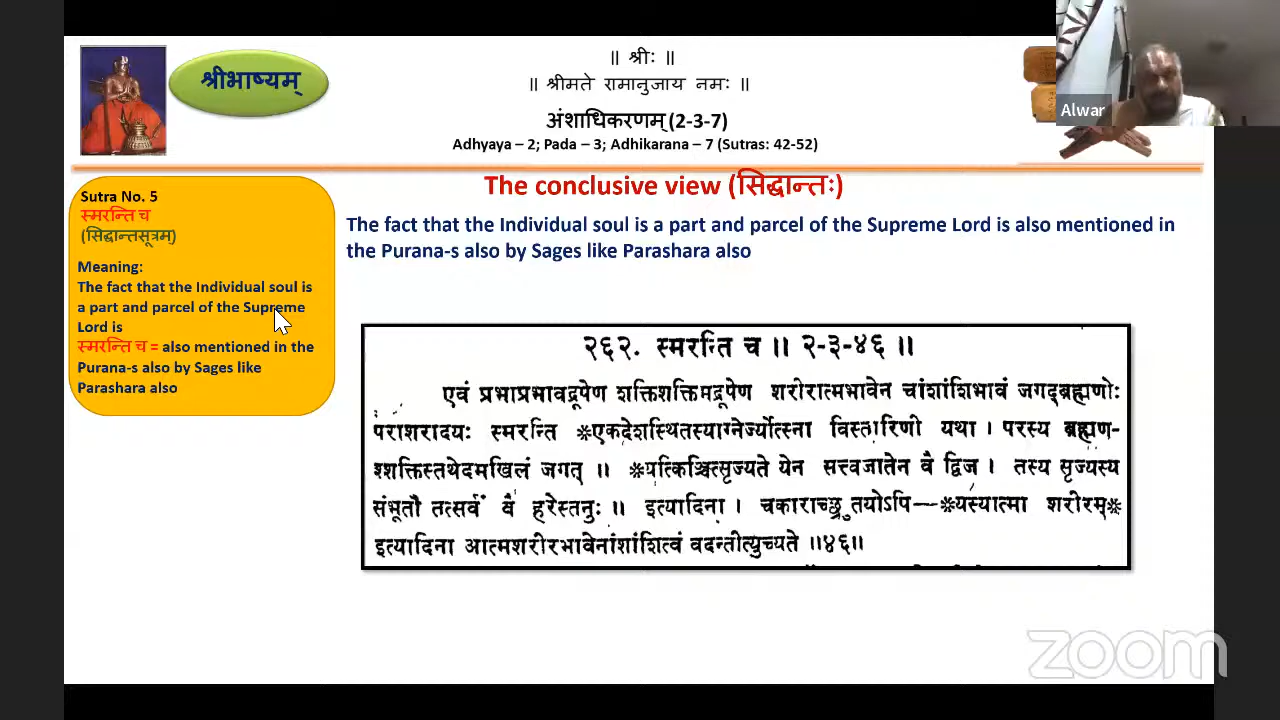 श्रीभाष्यम्
॥ श्रीः ॥
॥ श्रीमते रामानुजाय नमः ॥
अंशाधिकरणम् (2-3-7)
Adhyaya – 2; Pada – 3; Adhikarana – 7 (Sutras: 42-52)
Alwar
Sutra No. 5
स्मरन्ति च
(सिद्धान्तसूत्रम्)
Meaning:
The fact that the Individual soul is
a part and parcel of the Supreme
Lord is
स्मरन्ति च = also mentioned in the
Purana-s also by Sages like
Parashara also
The conclusive view (सिद्धान्तः)
The fact that the Individual soul is a part and parcel of the Supreme Lord is also mentioned in
the Purana-s also by Sages like Parashara also
२६२. स्मरन्ति च ॥ २-३-४६ ॥
एवं प्रभाप्रभावद्रूपेण शक्तिशक्तिमद्रूपेण शरीरात्मभावेन चांशांशिभावं जगद्ब्रह्मणोः
पराशरादयः स्मरन्ति ※एकदेशस्थितस्याग्नेर्ज्योत्स्ना विस्तारिणी यथा । परस्य ब्रह्मण-
श्शक्तिस्तथेदमखिलं जगत् ॥ ※यत्किञ्चित्सृज्यते येन सत्त्वजातेन वै द्विज । तस्य सृज्यस्य
संभूतौ तत्सर्वं वै हरेस्तनुः ॥ इत्यादिना । चकाराच्छ्रुतयोऽपि—※यस्यात्मा शरीरम्※
इत्यादिना आत्मशरीरभावेनांशांशित्वं वदन्तीत्युच्यते ॥४६॥
zoom